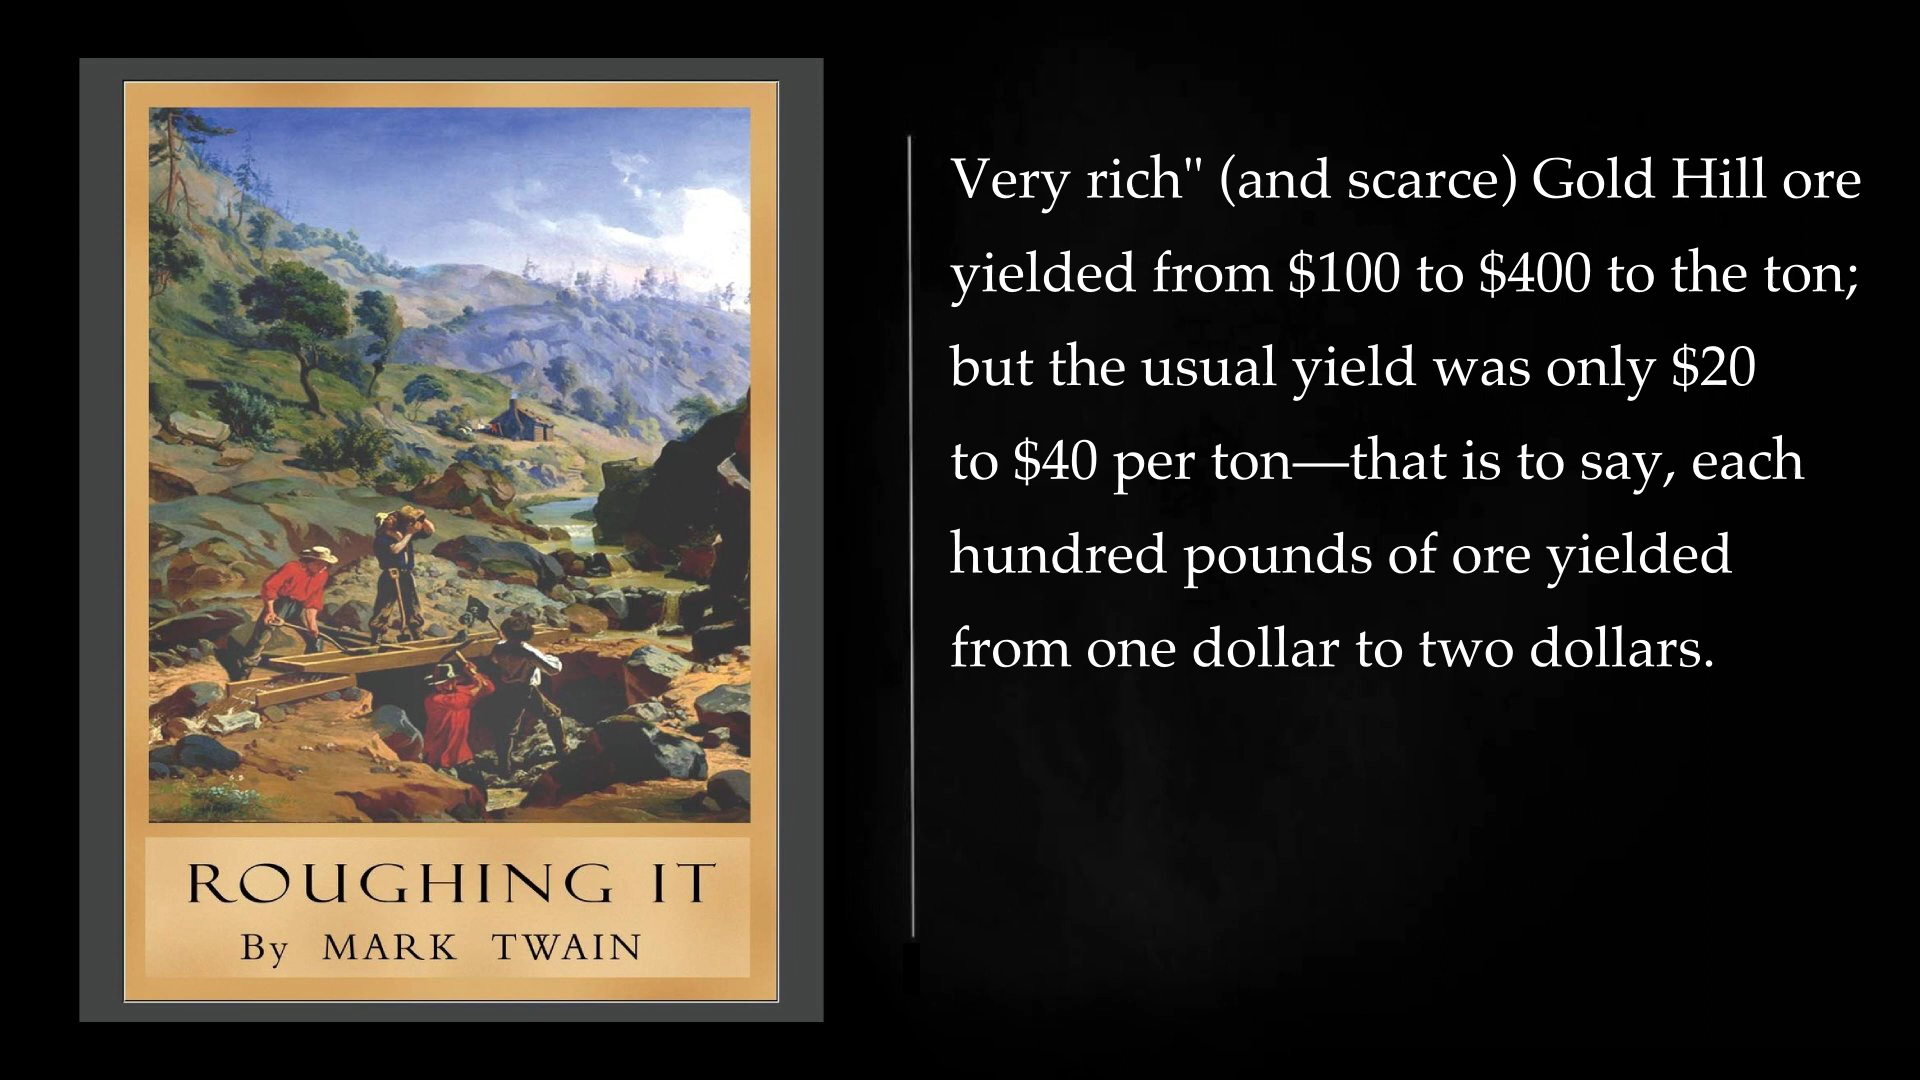 ROUGHING IT
By MARK TWAIN
Very rich" (and scarce) Gold Hill ore
yielded from $100 to $400 to the ton;
but the usual yield was only $20
to $40 per ton—that is to say, each
hundred pounds of ore yielded
from one dollar to two dollars.